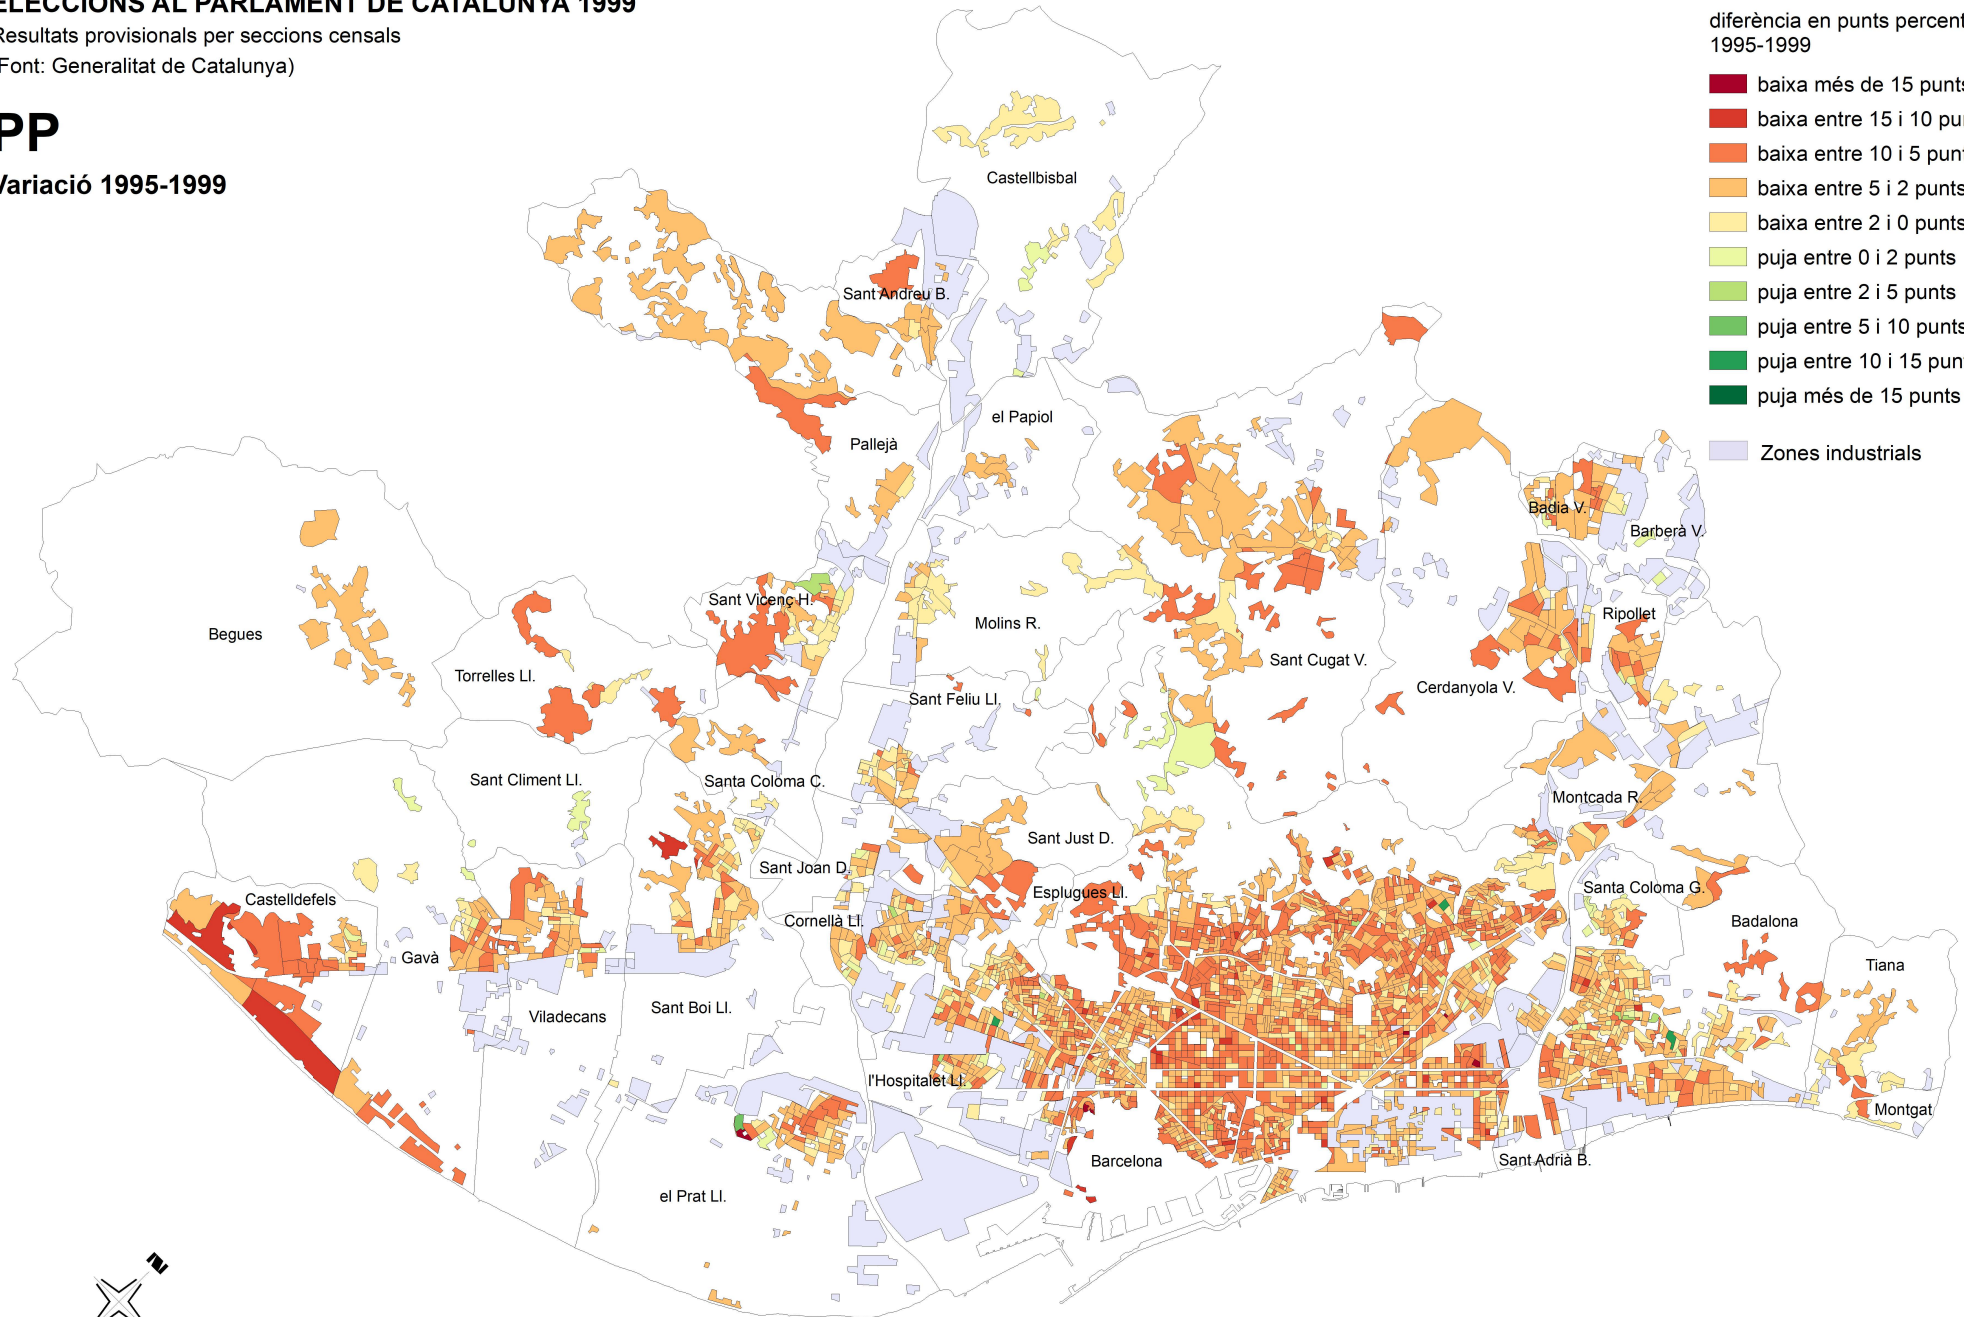 ELECCIONS AL PARLAMENT DE CATALUNYA 1999
Resultats provisionals per seccions censals
(Font: Generalitat de Catalunya)
PP
Variació 1995-1999
diferència en punts percent
1995-1999
baixa més de 15 punts
baixa entre 15 i 10 pu
baixa entre 10 i 5 punt
baixa entre 5 i 2 punts
baixa entre 2 i 0 punts
puja entre 0 i 2 punts
puja entre 2 i 5 punts
puja entre 5 i 10 punts
puja entre 10 i 15 pun
puja més de 15 punts
Zones industrials
Castellbisbal
Sant Andreu B.
el Papiol
Pallejà
Badia V.
Barberà V.
Sant Vicenç H.
Ripollet
Molins R.
Begues
Sant Cugat V.
Torrelles Ll.
Cerdanyola V.
Sant Feliu Ll.
Sant Climent Ll.
Santa Coloma C.
Montcada R.
Sant Just D.
Sant Joan D.
Santa Coloma G.
Esplugues Ll.
Castelldefels
Cornellà Ll.
Badalona
Gavà
Tiana
Sant Boi Ll.
Viladecans
l'Hospitalet Ll.
Montgat
Barcelona
Sant Adrià B.
el Prat Ll.
N